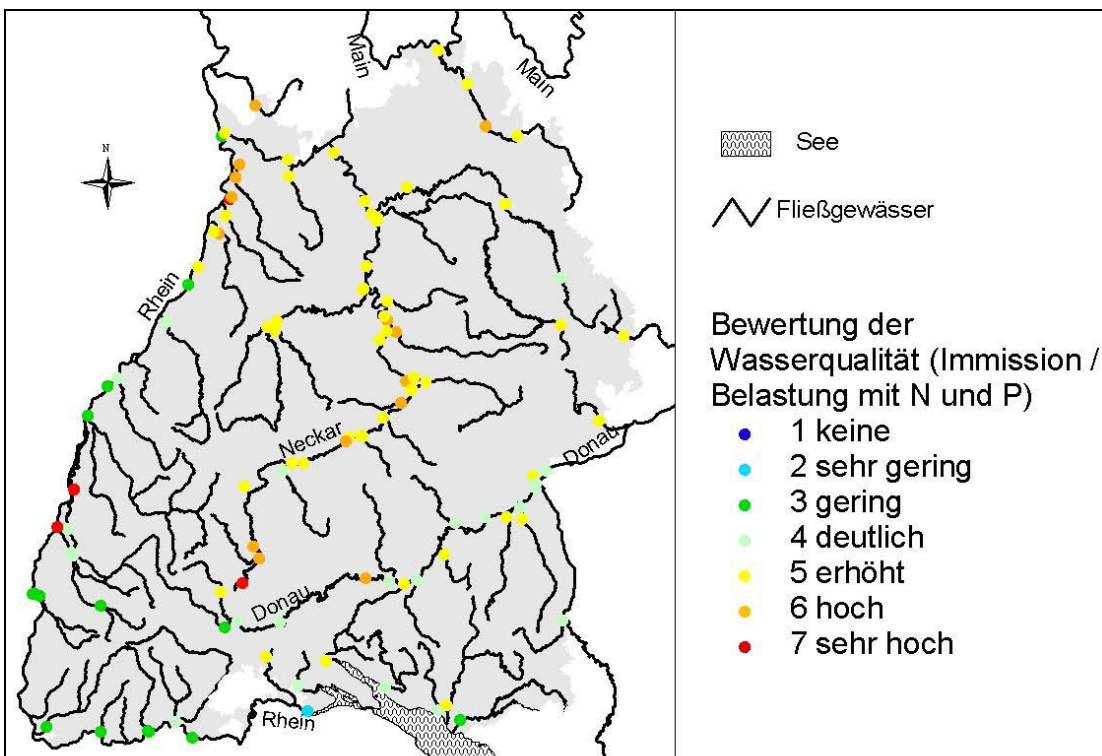 Main
Main
N
Rhein
Neckar
Donau
Donau
Rhein
See
Fließgewässer
Bewertung der
Wasserqualität (Immission /
Belastung mit N und P)
1 keine
2 sehr gering
3 gering
4 deutlich
5 erhöht
6 hoch
7 sehr hoch